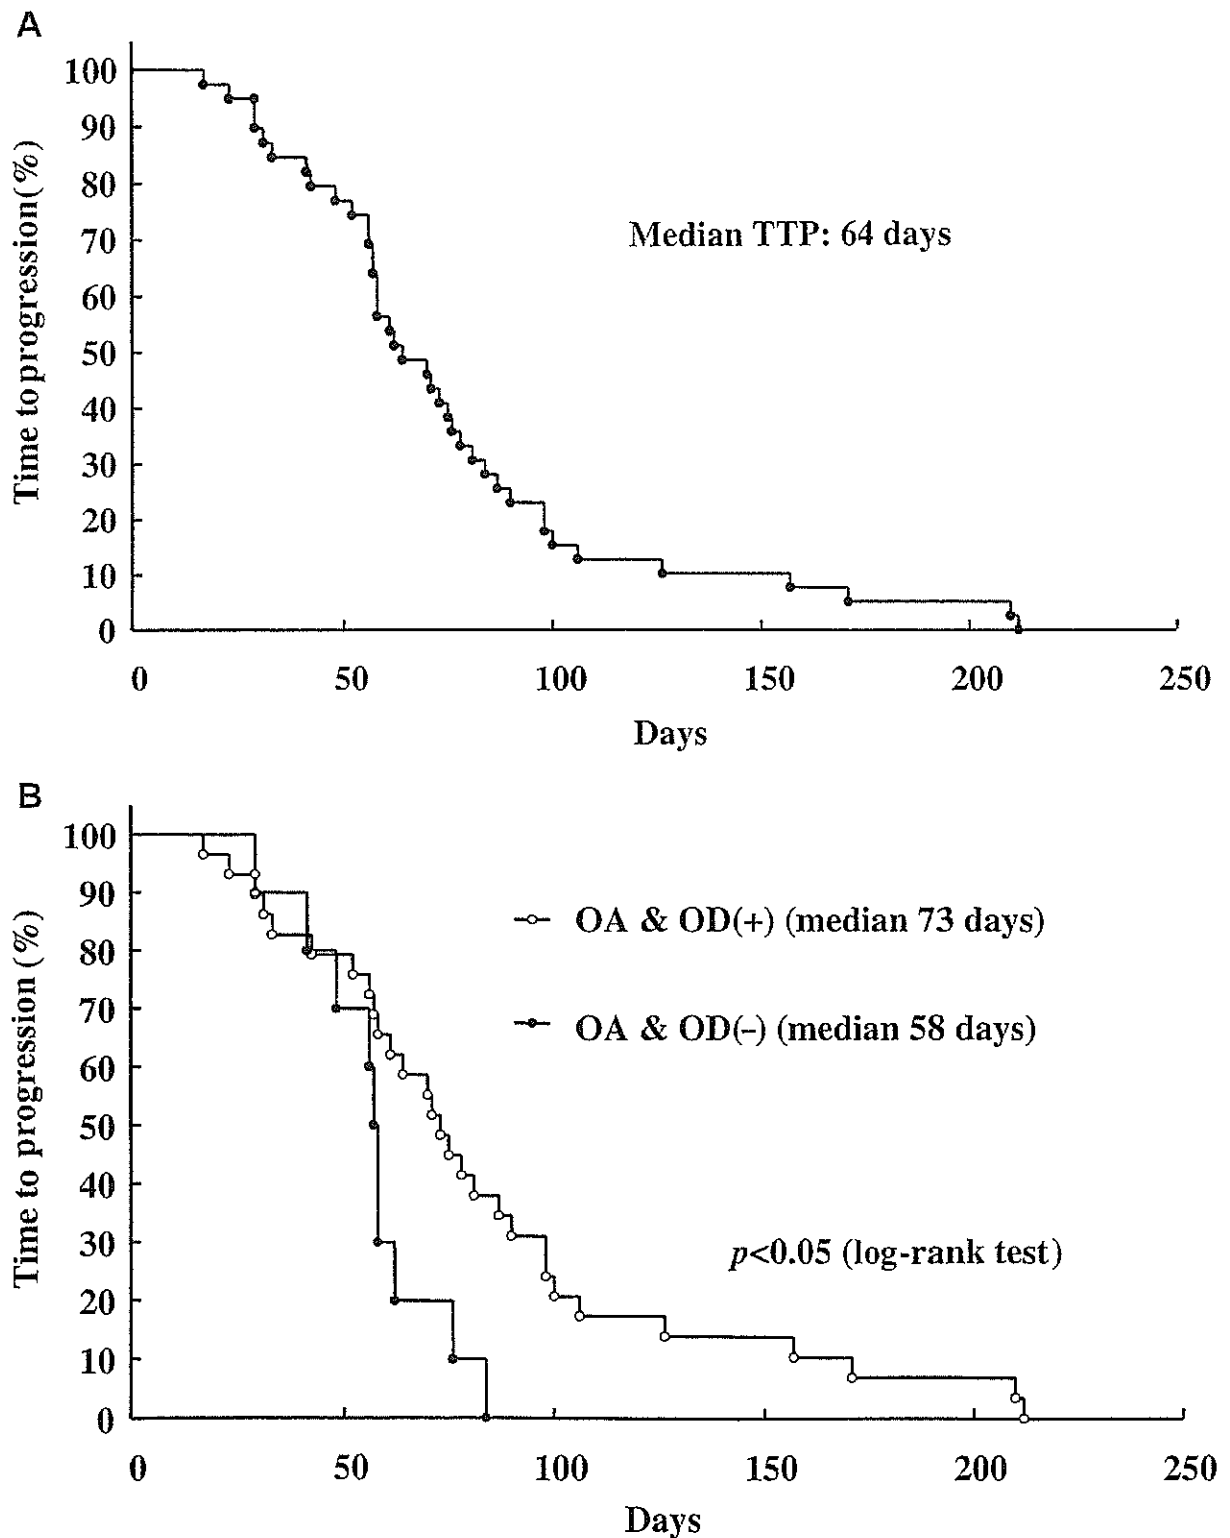 A
Time to progression(%)
100
90
80
70
60
50
40
30
20
10
0
Median TTP: 64 days
0 50 100 150 200 250
Days
B
Time to progression (%)
100
90
80
70
60
50
40
30
20
10
0
OA & OD(+) (median 73 days)
OA & OD(–) (median 58 days)
p<0.05 (log-rank test)
0 50 100 150 200 250
Days